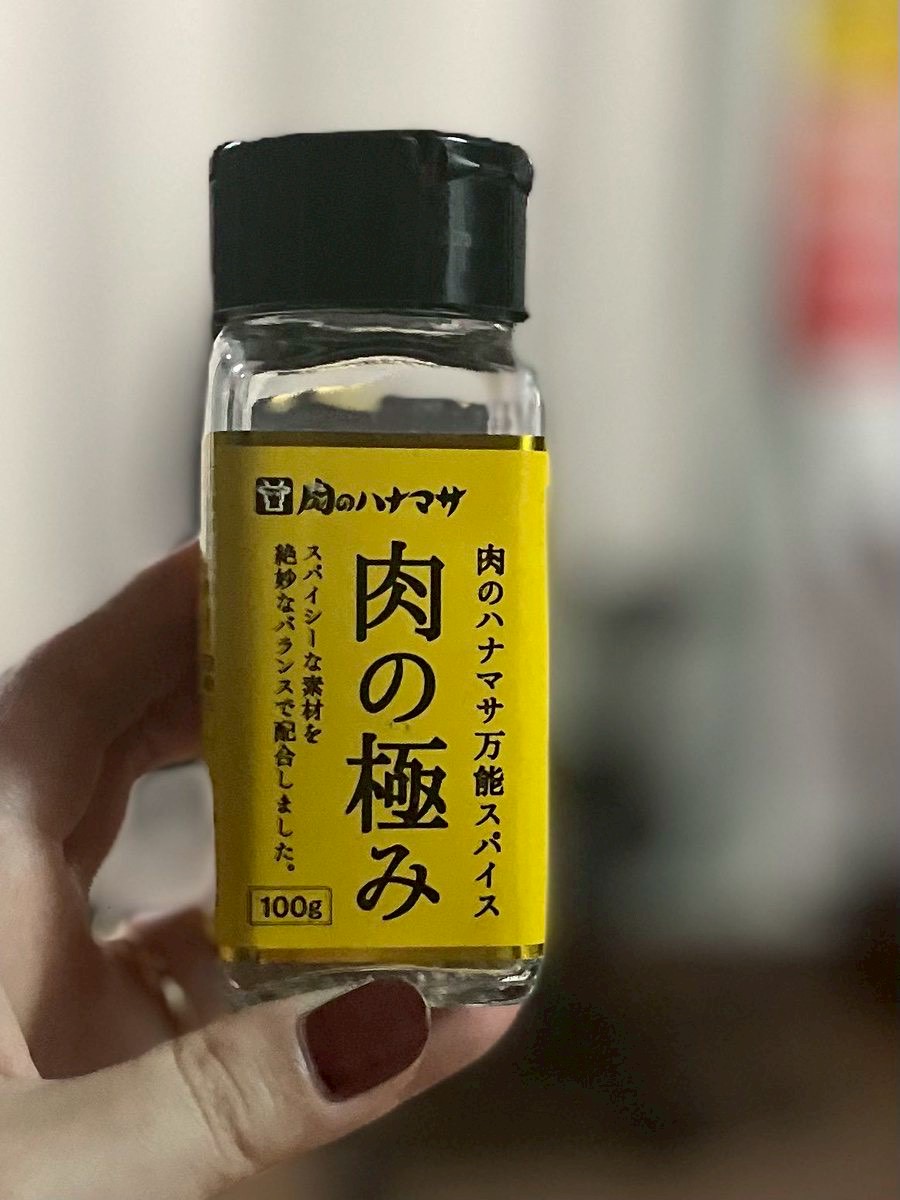 肉のハナマサ
肉のハナマサ万能スパイス
肉の極み
スパイシーな素材を
絶妙なバランスで配合しました。
100g